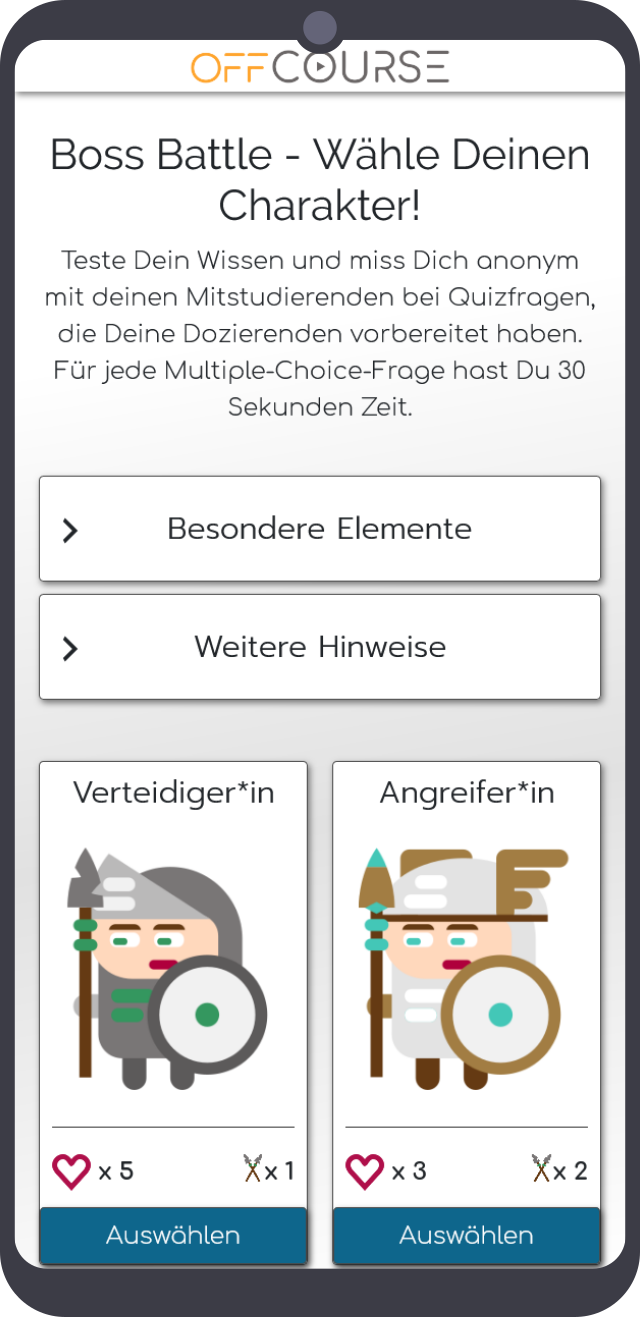 OFFCOURSE
Boss Battle - Wähle Deinen
Charakter!
Teste Dein Wissen und miss Dich anonym
mit deinen Mitstudierenden bei Quizfragen,
die Deine Dozierenden vorbereitet haben.
Für jede Multiple-Choice-Frage hast Du 30
Sekunden Zeit.
Besondere Elemente
Weitere Hinweise
Verteidiger*in
x 5
x 1
Auswählen
Angreifer*in
x 3
x 2
Auswählen